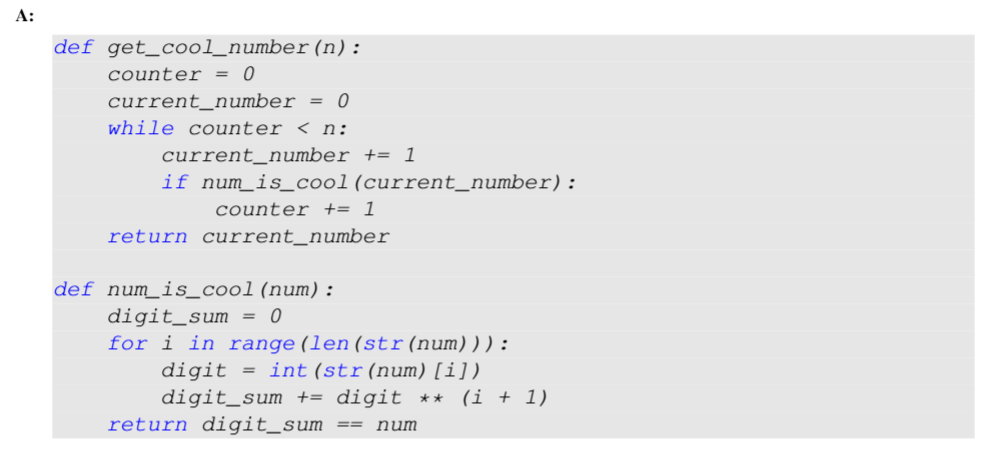 A:
def get_cool_number(n):
    counter = 0
    current_number = 0
    while counter < n:
        current_number += 1
        if num_is_cool(current_number):
            counter += 1
    return current_number

def num_is_cool(num):
    digit_sum = 0
    for i in range(len(str(num))):
        digit = int(str(num)[i])
        digit_sum += digit ** (i + 1)
    return digit_sum == num